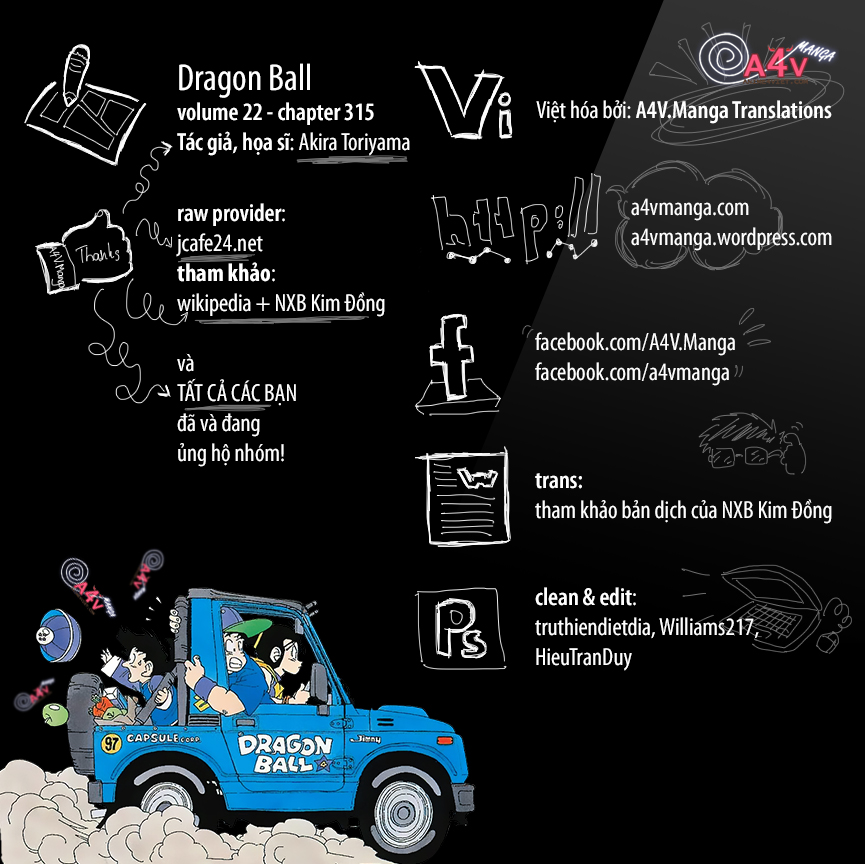 Dragon Ball
volume 22 - chapter 315
Tác giả, họa sĩ: Akira Toriyama
Thanks
A4V Manga
raw provider:
jcafe24.net
tham khảo:
wikipedia + NXB Kim Đồng
và
TẤT CẢ CÁC BẠN
đã và đang
ủng hộ nhóm!
A4V MANGA
Vi
Việt hóa bởi: A4V.Manga Translations
http://
a4vmanga.com
a4vmanga.wordpress.com
f
facebook.com/A4V.Manga
facebook.com/a4vmanga
W
trans:
tham khảo bản dịch của NXB Kim Đồng
Ps
clean & edit:
truthiendietdia, Williams217,
HieuTranDuy
A4V
A4V
A4V
97 CAPSULE CORP.
DRAGON
BALL
Jimny